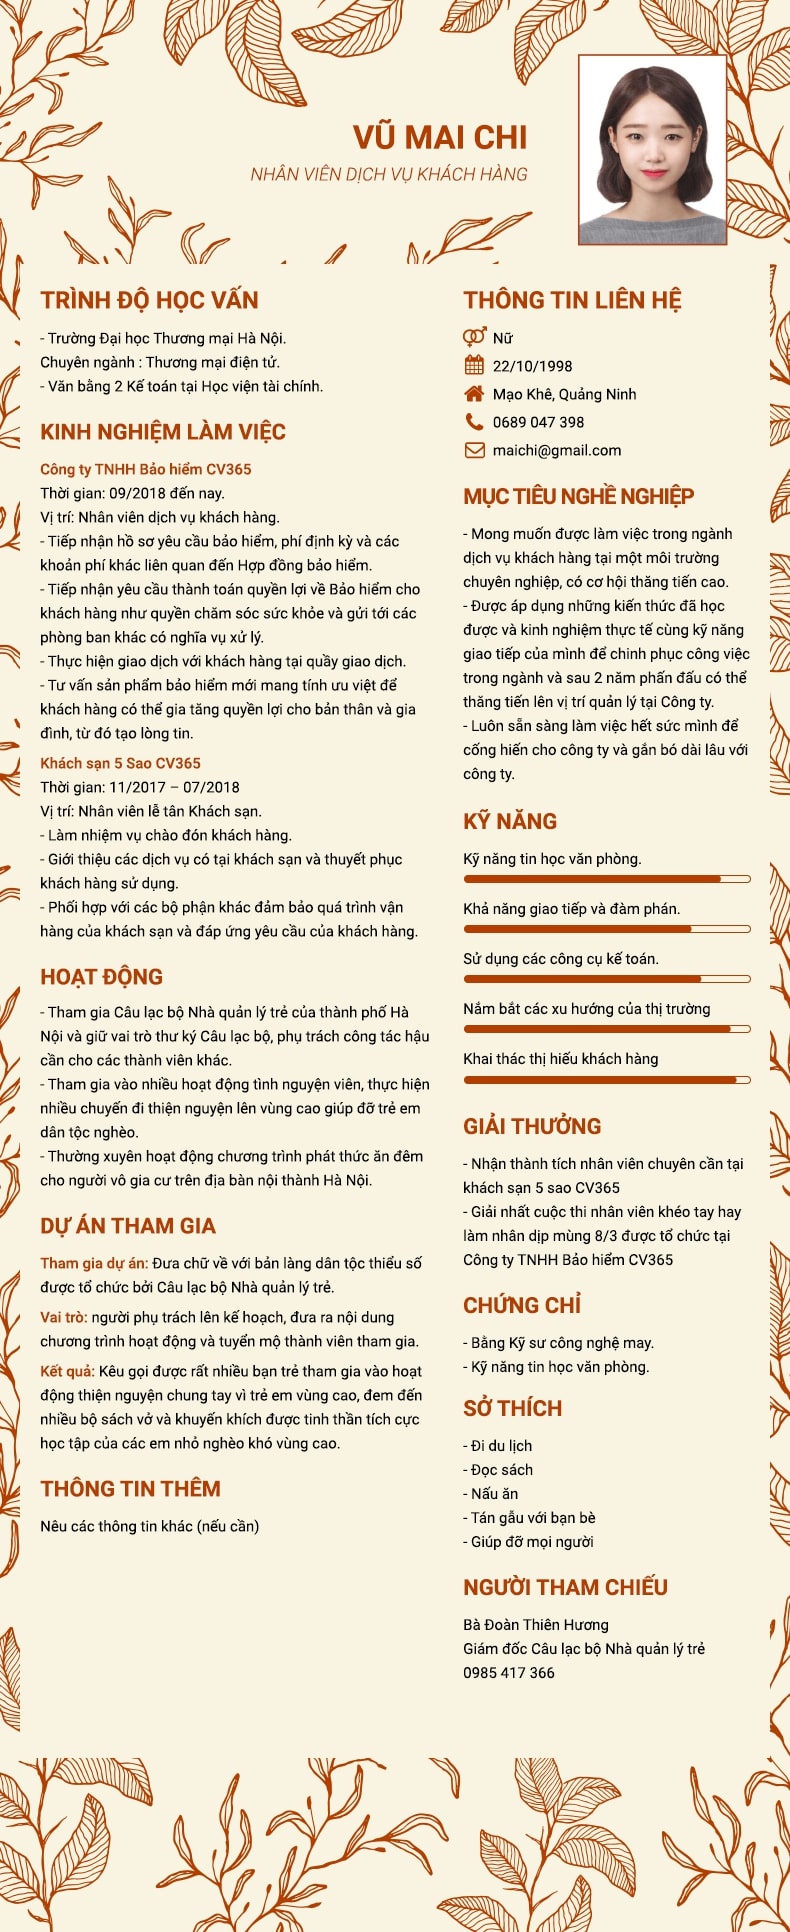 VŨ MAI CHI
NHÂN VIÊN DỊCH VỤ KHÁCH HÀNG
TRÌNH ĐỘ HỌC VẤN
- Trường Đại học Thương mại Hà Nội.
Chuyên ngành : Thương mại điện tử.
- Văn bằng 2 Kế toán tại Học viện tài chính.
KINH NGHIỆM LÀM VIỆC
Công ty TNHH Bảo hiểm CV365
Thời gian: 09/2018 đến nay.
Vị trí: Nhân viên dịch vụ khách hàng.
- Tiếp nhận hồ sơ yêu cầu bảo hiểm, phí định kỳ và các
khoản phí khác liên quan đến Hợp đồng bảo hiểm.
- Tiếp nhận yêu cầu thành toán quyền lợi về Bảo hiểm cho
khách hàng như quyền chăm sóc sức khỏe và gửi tới các
phòng ban khác có nghĩa vụ xử lý.
- Thực hiện giao dịch với khách hàng tại quầy giao dịch.
- Tư vấn sản phẩm bảo hiểm mới mang tính ưu việt để
khách hàng có thể gia tăng quyền lợi cho bản thân và gia
đình, từ đó tạo lòng tin.
Khách sạn 5 Sao CV365
Thời gian: 11/2017 – 07/2018
Vị trí: Nhân viên lễ tân Khách sạn.
- Làm nhiệm vụ chào đón khách hàng.
- Giới thiệu các dịch vụ có tại khách sạn và thuyết phục
khách hàng sử dụng.
- Phối hợp với các bộ phận khác đảm bảo quá trình vận
hàng của khách sạn và đáp ứng yêu cầu của khách hàng.
HOẠT ĐỘNG
- Tham gia Câu lạc bộ Nhà quản lý trẻ của thành phố Hà
Nội và giữ vai trò thư ký Câu lạc bộ, phụ trách công tác hậu
cần cho các thành viên khác.
- Tham gia vào nhiều hoạt động tình nguyện viên, thực hiện
nhiều chuyến đi thiện nguyện lên vùng cao giúp đỡ trẻ em
dân tộc nghèo.
- Thường xuyên hoạt động chương trình phát thức ăn đêm
cho người vô gia cư trên địa bàn nội thành Hà Nội.
DỰ ÁN THAM GIA
Tham gia dự án: Đưa chữ về với bản làng dân tộc thiểu số
được tổ chức bởi Câu lạc bộ Nhà quản lý trẻ.
Vai trò: người phụ trách lên kế hoạch, đưa ra nội dung
chương trình hoạt động và tuyển mộ thành viên tham gia.
Kết quả: Kêu gọi được rất nhiều bạn trẻ tham gia vào hoạt
động thiện nguyện chung tay vì trẻ em vùng cao, đem đến
nhiều bộ sách vở và khuyến khích được tinh thần tích cực
học tập của các em nhỏ nghèo khó vùng cao.
THÔNG TIN THÊM
Nêu các thông tin khác (nếu cần)
THÔNG TIN LIÊN HỆ
Nữ
22/10/1998
Mạo Khê, Quảng Ninh
0689 047 398
maichi@gmail.com
MỤC TIÊU NGHỀ NGHIỆP
- Mong muốn được làm việc trong ngành
dịch vụ khách hàng tại một môi trường
chuyên nghiệp, có cơ hội thăng tiến cao.
- Được áp dụng những kiến thức đã học
được và kinh nghiệm thực tế cùng kỹ năng
giao tiếp của mình để chinh phục công việc
trong ngành và sau 2 năm phấn đấu có thể
thăng tiến lên vị trí quản lý tại Công ty.
- Luôn sẵn sàng làm việc hết sức mình để
cống hiến cho công ty và gắn bó dài lâu với
công ty.
KỸ NĂNG
Kỹ năng tin học văn phòng.
Khả năng giao tiếp và đàm phán.
Sử dụng các công cụ kế toán.
Nắm bắt các xu hướng của thị trường
Khai thác thị hiếu khách hàng
GIẢI THƯỞNG
- Nhận thành tích nhân viên chuyên cần tại
khách sạn 5 sao CV365
- Giải nhất cuộc thi nhân viên khéo tay hay
làm nhân dịp mùng 8/3 được tổ chức tại
Công ty TNHH Bảo hiểm CV365
CHỨNG CHỈ
- Bằng Kỹ sư công nghệ may.
- Kỹ năng tin học văn phòng.
SỞ THÍCH
- Đi du lịch
- Đọc sách
- Nấu ăn
- Tán gẫu với bạn bè
- Giúp đỡ mọi người
NGƯỜI THAM CHIẾU
Bà Đoàn Thiên Hương
Giám đốc Câu lạc bộ Nhà quản lý trẻ
0985 417 366